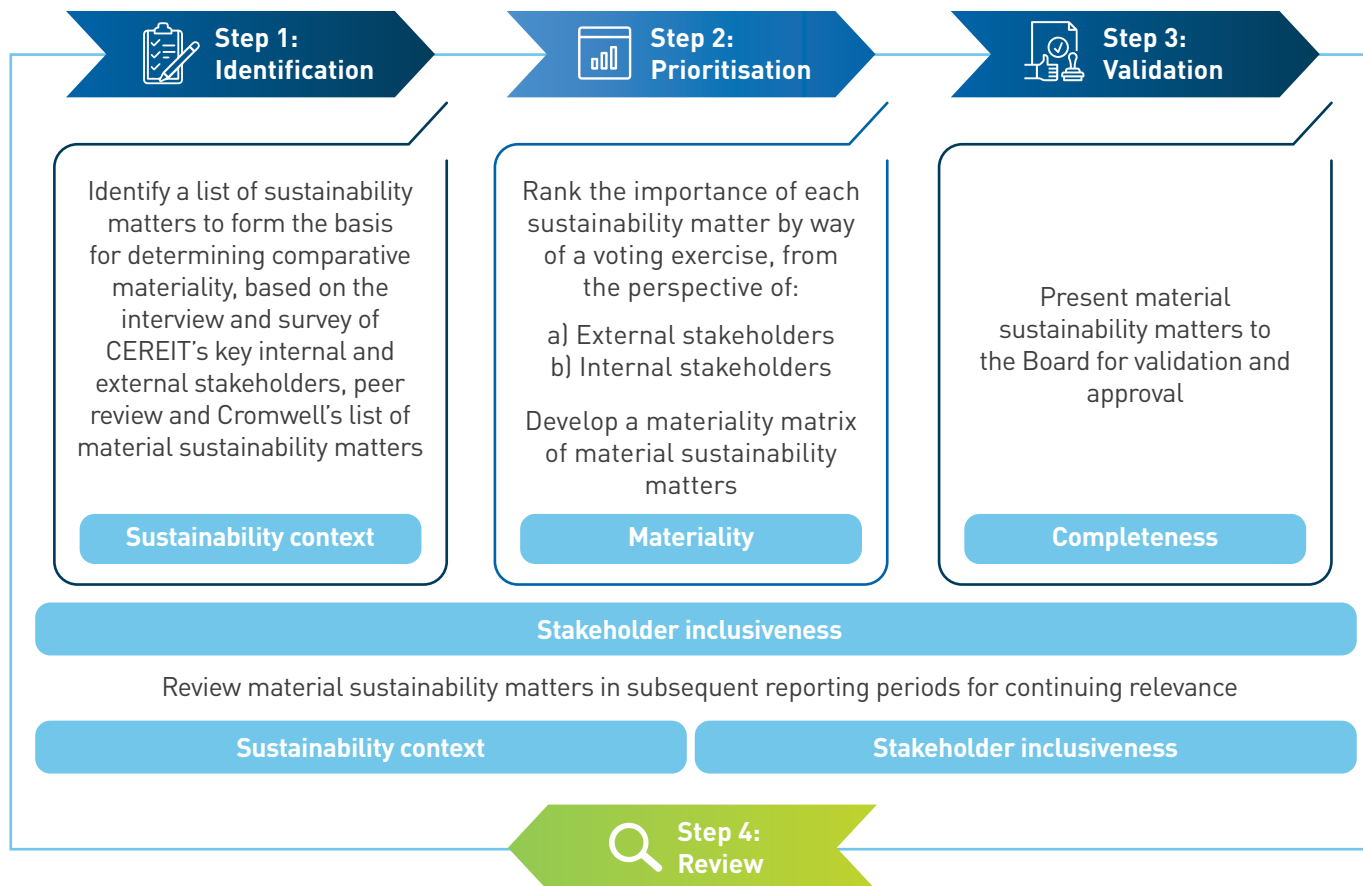 Step 1:
Identification
Step 2:
Prioritisation
Step 3:
Validation
Identify a list of sustainability
matters to form the basis
for determining comparative
materiality, based on the
interview and survey of
CEREIT’s key internal and
external stakeholders, peer
review and Cromwell’s list of
material sustainability matters
Sustainability context
Rank the importance of each
sustainability matter by way
of a voting exercise, from
the perspective of:
a) External stakeholders
b) Internal stakeholders
Develop a materiality matrix
of material sustainability
matters
Materiality
Present material
sustainability matters to
the Board for validation and
approval
Completeness
Stakeholder inclusiveness
Review material sustainability matters in subsequent reporting periods for continuing relevance
Sustainability context
Stakeholder inclusiveness
Step 4:
Review